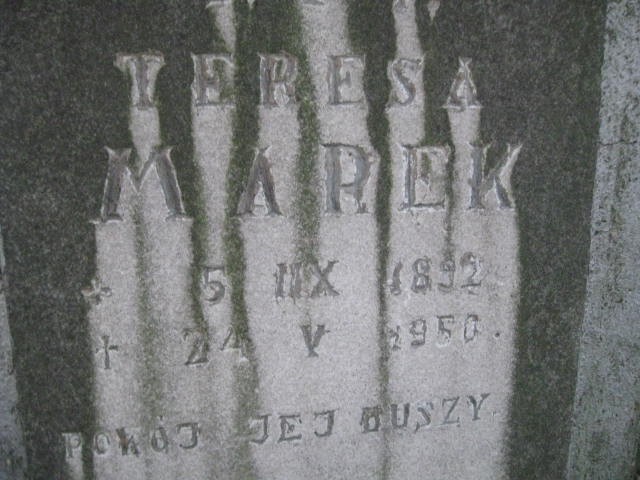 TERESA
MAREK
* 5 IIX 1892
† 24 V 1950.
POKÓJ JEJ DUSZY.